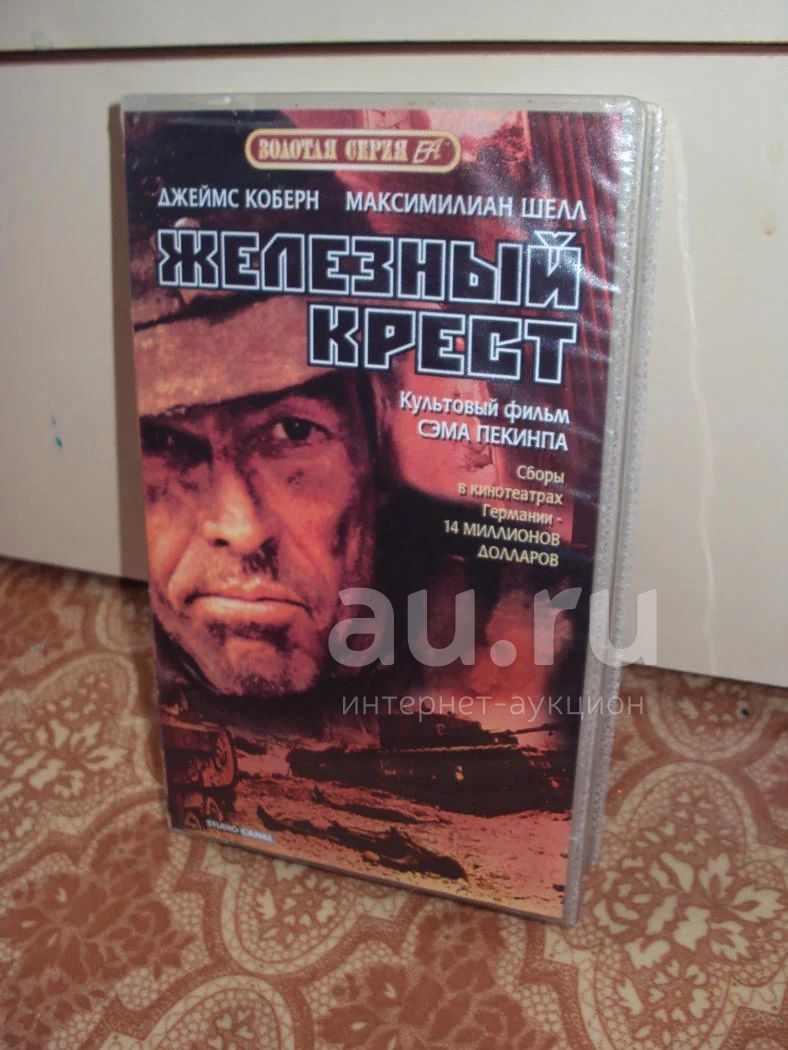 ЗОЛОТАЯ СЕРИЯ ЕА
ДЖЕЙМС КОБЕРН МАКСИМИЛИАН ШЕЛЛ
ЖЕЛЕЗНЫЙ
КРЕСТ
Культовый фильм
СЭМА ПЕКИНПА
Сборы
в кинотеатрах
Германии -
14 МИЛЛИОНОВ
ДОЛЛАРОВ
au.ru
интернет-аукцион
STUDIO CANAL